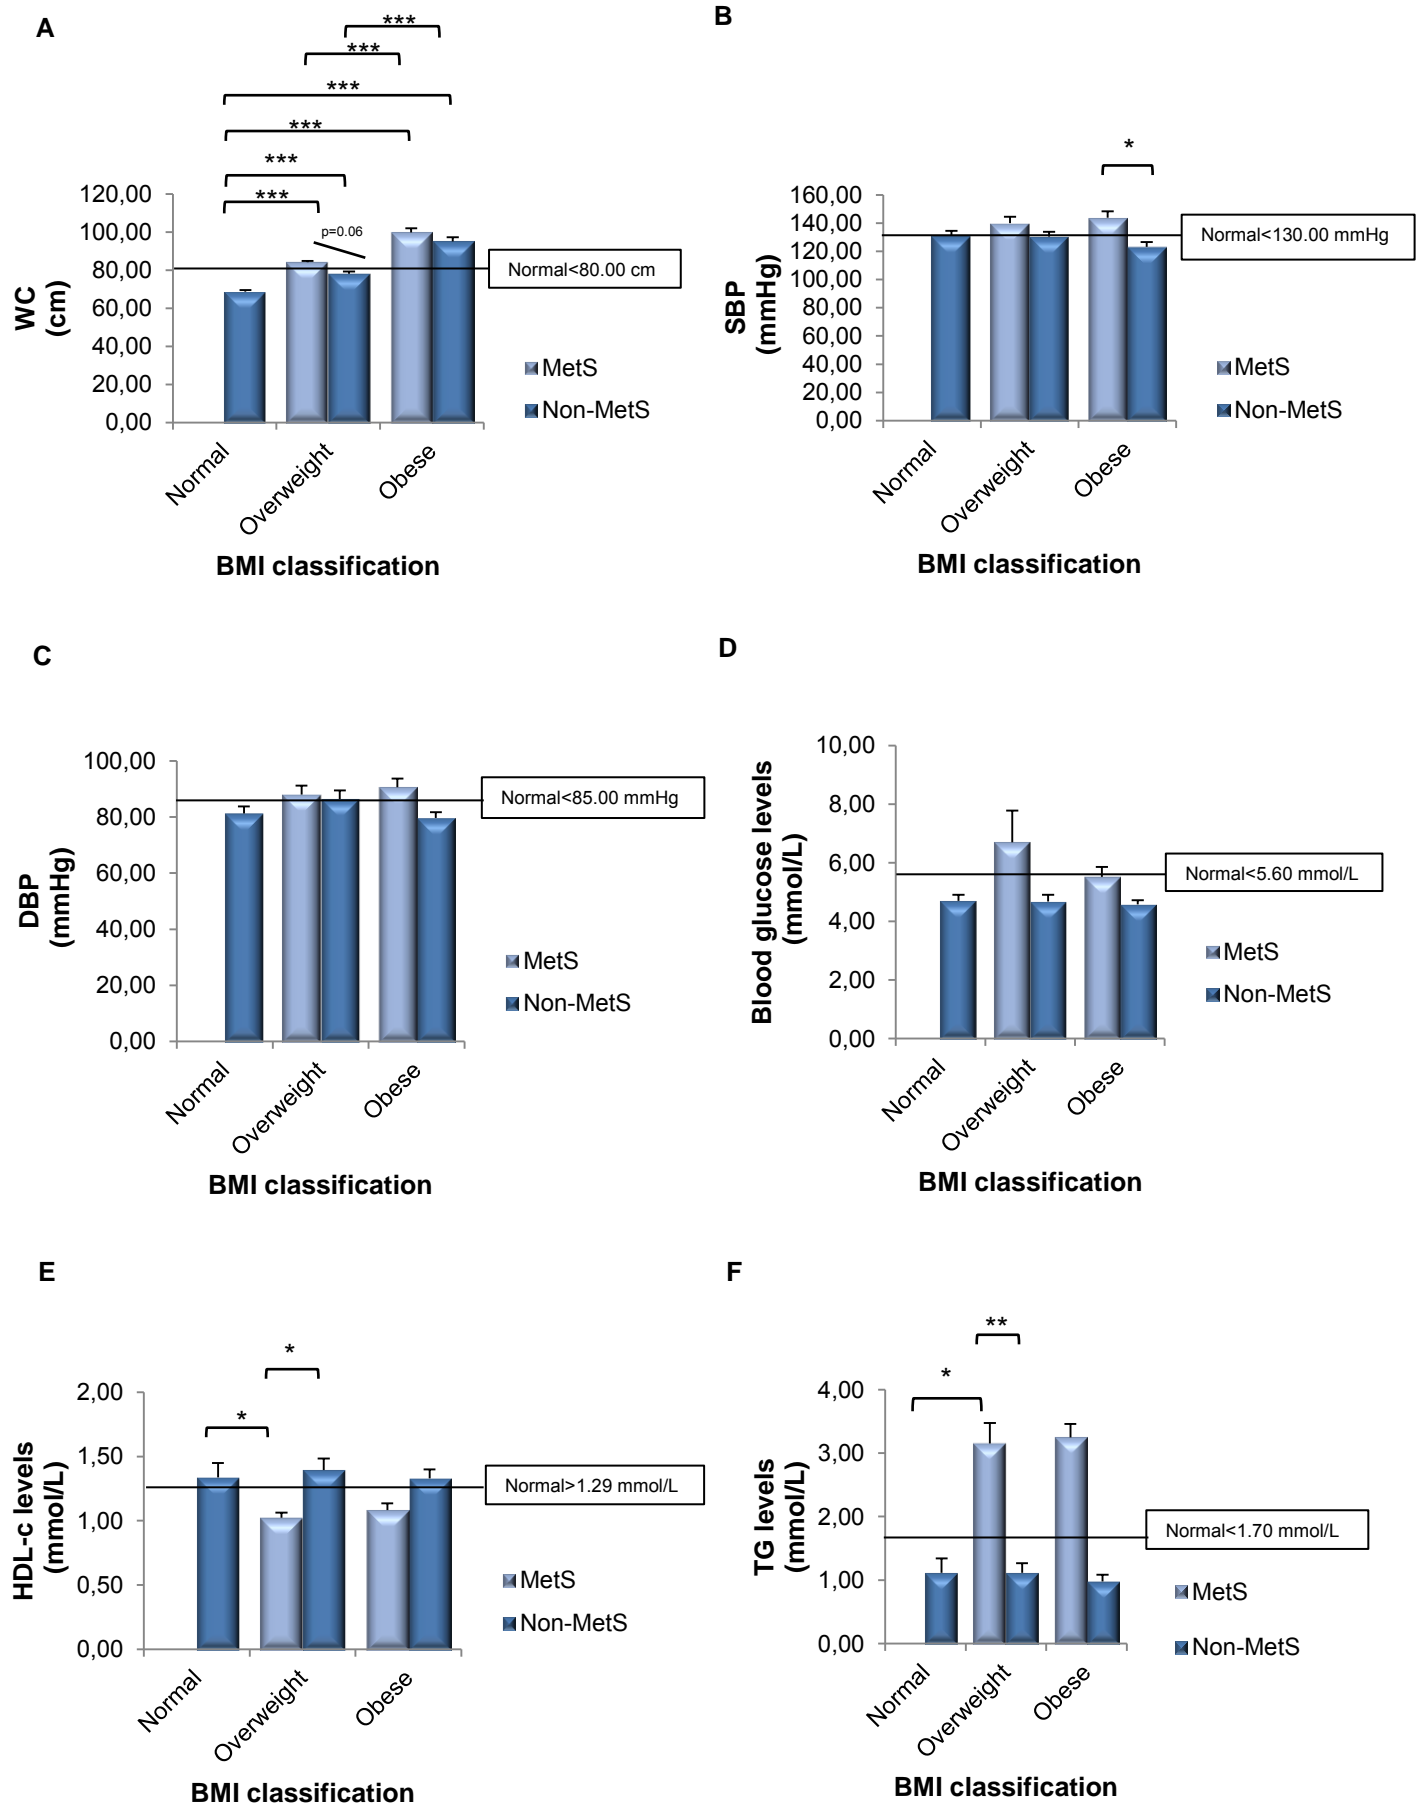 A
***
***
***
***
***
***
p=0.06
120,00
100,00
80,00
60,00
40,00
20,00
0,00
WC
(cm)
Normal<80.00 cm
MetS
Non-MetS
Normal
Overweight
Obese
BMI classification
B
*
160,00
140,00
120,00
100,00
80,00
60,00
40,00
20,00
0,00
SBP
(mmHg)
Normal<130.00 mmHg
MetS
Non-MetS
Normal
Overweight
Obese
BMI classification
C
100,00
80,00
60,00
40,00
20,00
0,00
DBP
(mmHg)
Normal<85.00 mmHg
MetS
Non-MetS
Normal
Overweight
Obese
BMI classification
D
10,00
8,00
6,00
4,00
2,00
0,00
Blood glucose levels
(mmol/L)
Normal<5.60 mmol/L
MetS
Non-MetS
Normal
Overweight
Obese
BMI classification
E
*
*
2,00
1,50
1,00
0,50
0,00
HDL-c levels
(mmol/L)
Normal>1.29 mmol/L
MetS
Non-MetS
Normal
Overweight
Obese
BMI classification
F
**
*
4,00
3,00
2,00
1,00
0,00
TG levels
(mmol/L)
Normal<1.70 mmol/L
MetS
Non-MetS
Normal
Overweight
Obese
BMI classification